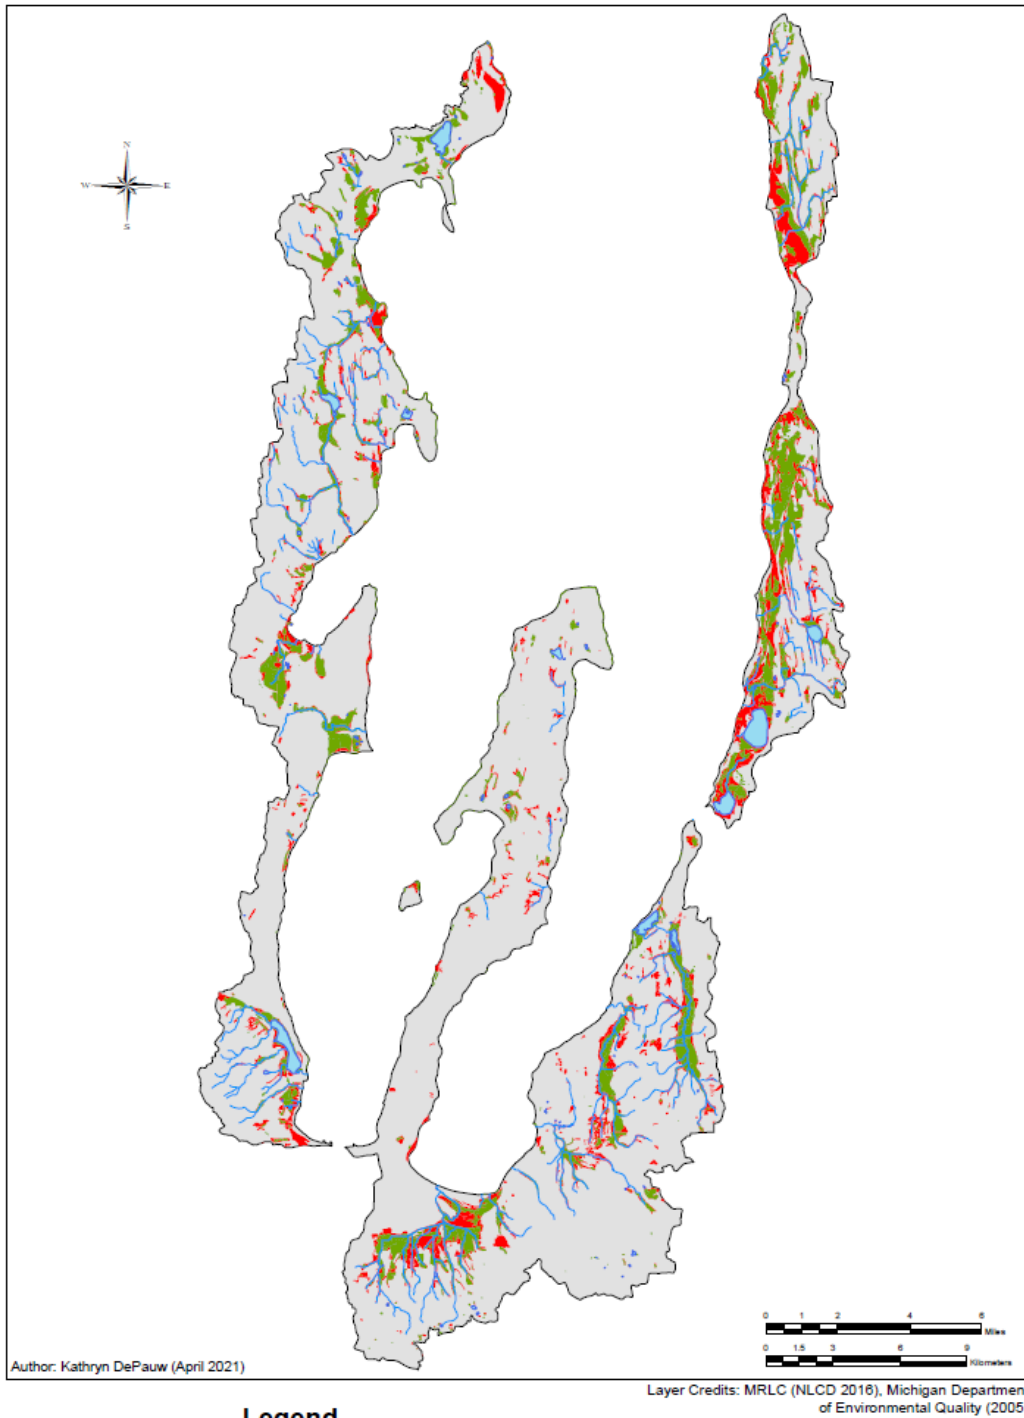 N
W E
S
0 1 2 4 6
Miles
0 1.5 3 6 9
Kilometers
Author: Kathryn DePauw (April 2021)
Layer Credits: MRLC (NLCD 2016), Michigan Departmen
of Environmental Quality (2005
Legend